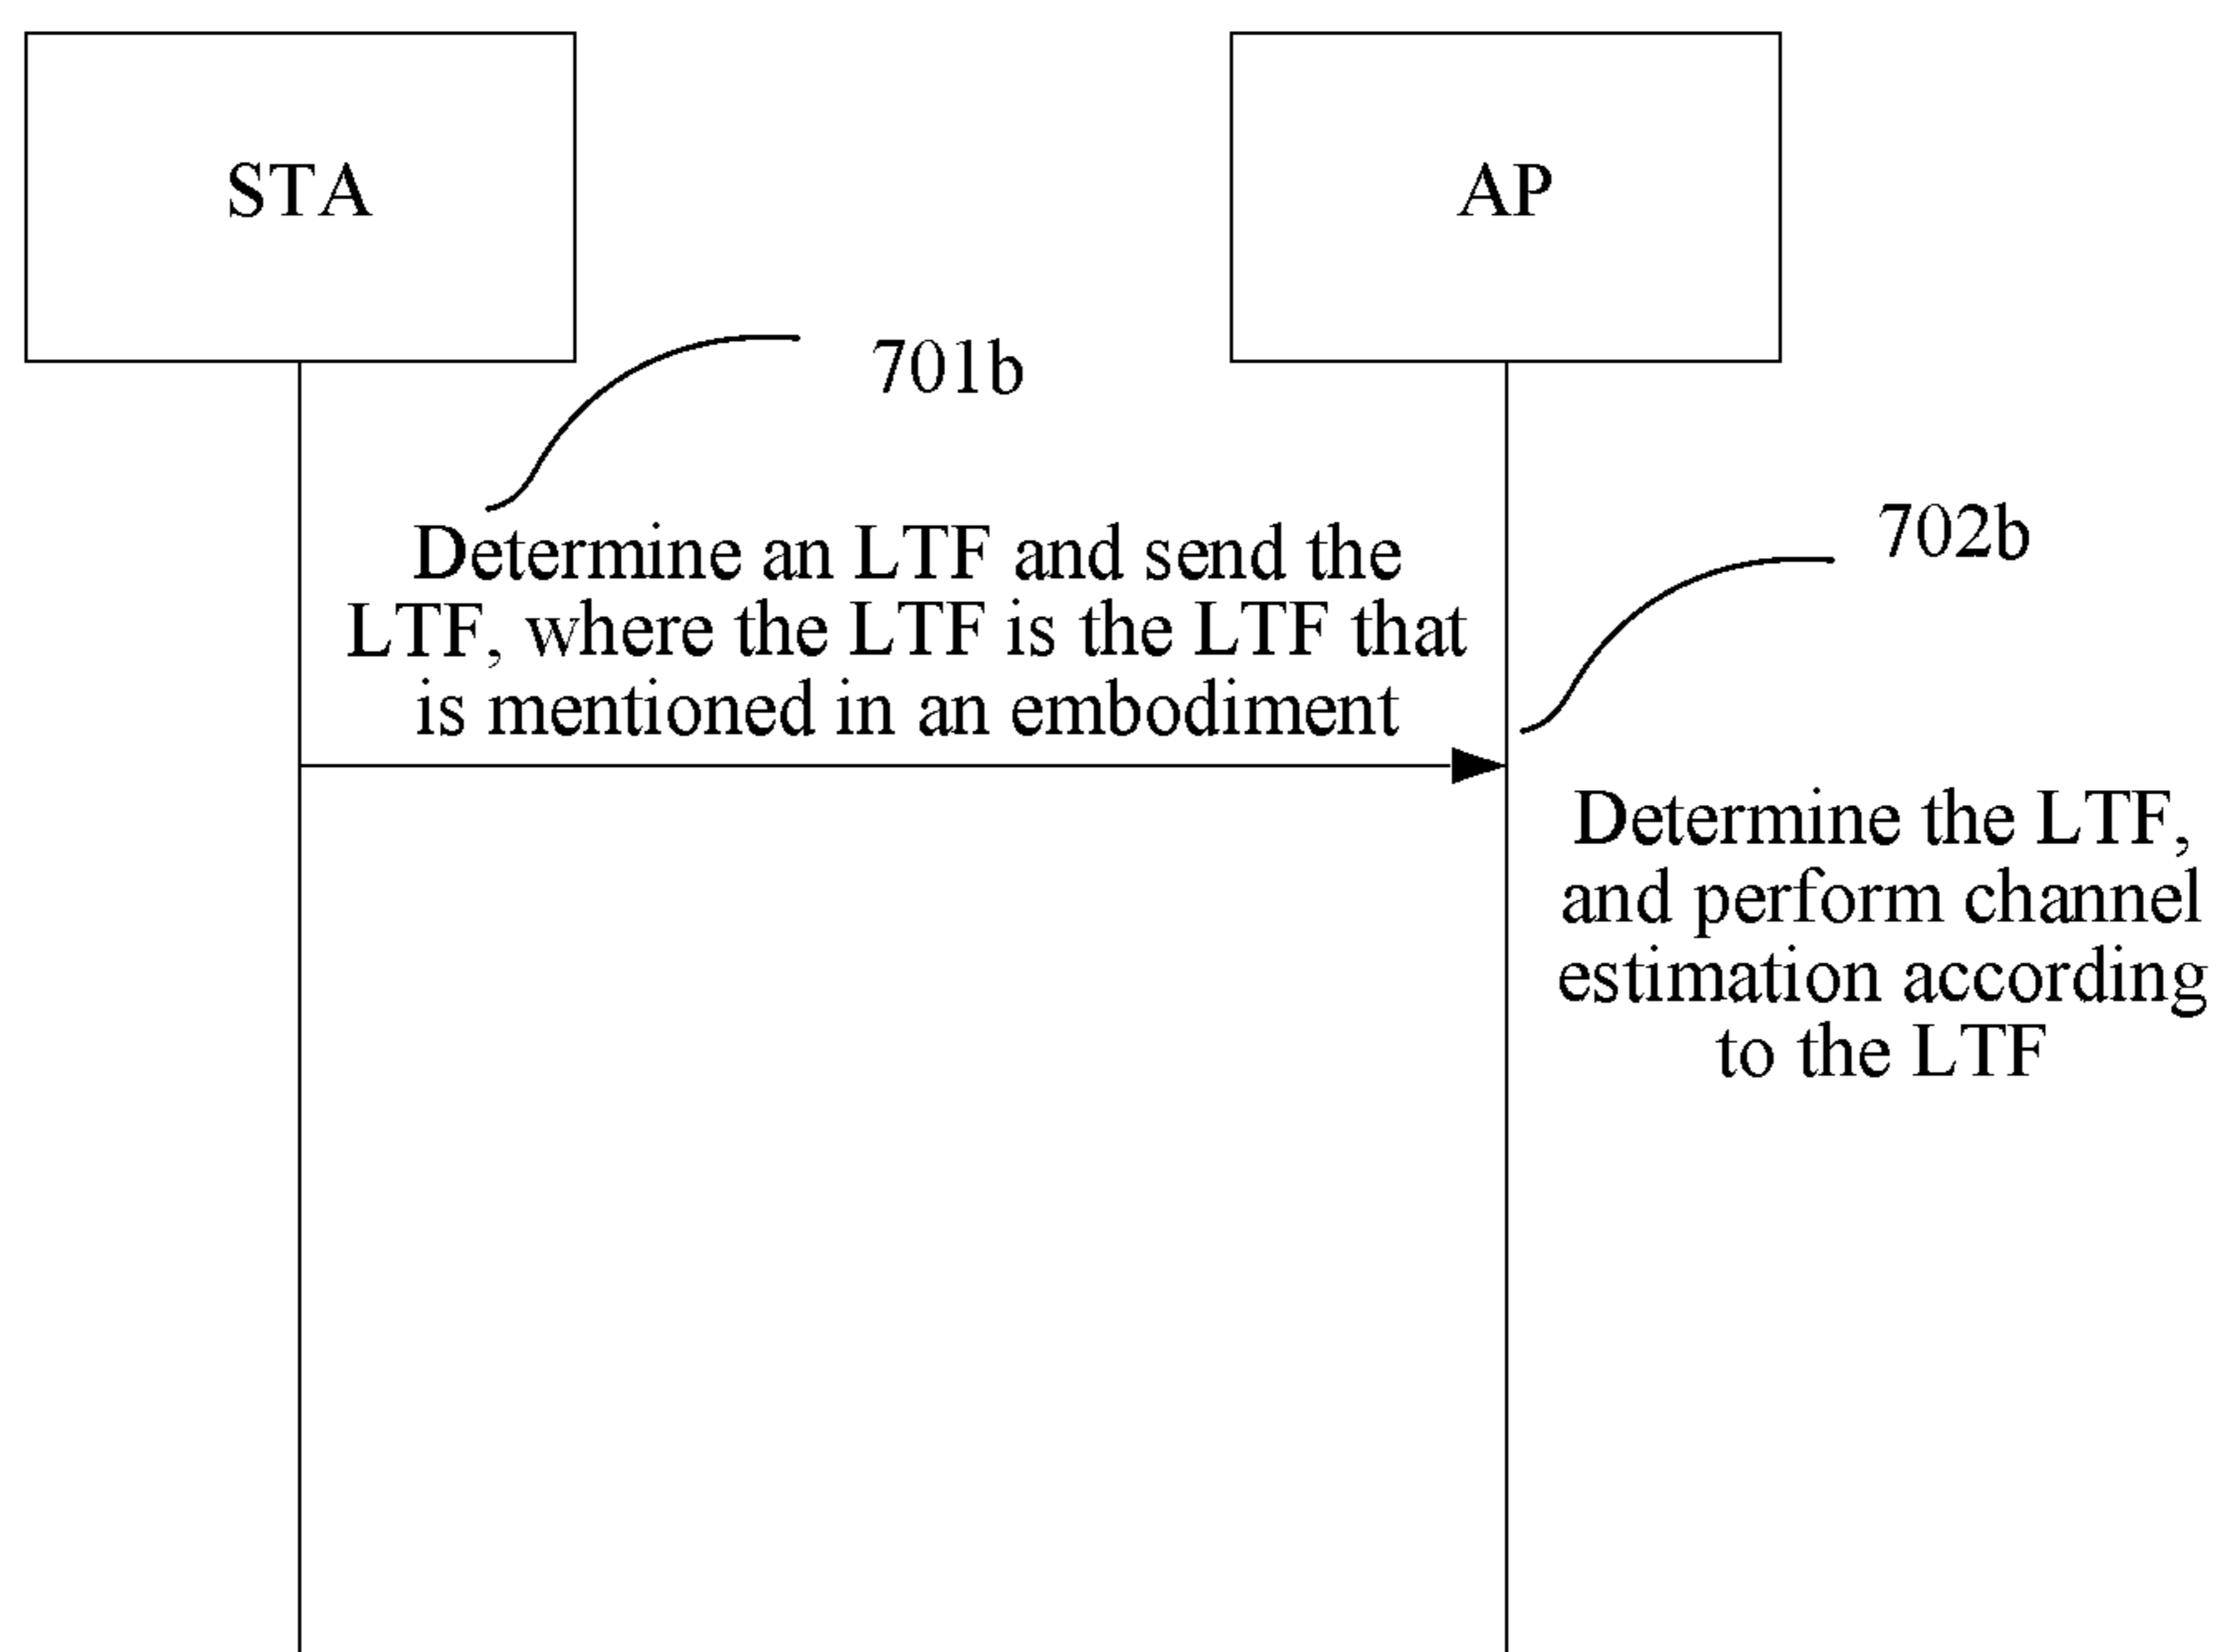 STA
AP
701b
Determine an LTF and send the
LTF, where the LTF is the LTF that
is mentioned in an embodiment
702b
Determine the LTF,
and perform channel
estimation according
to the LTF